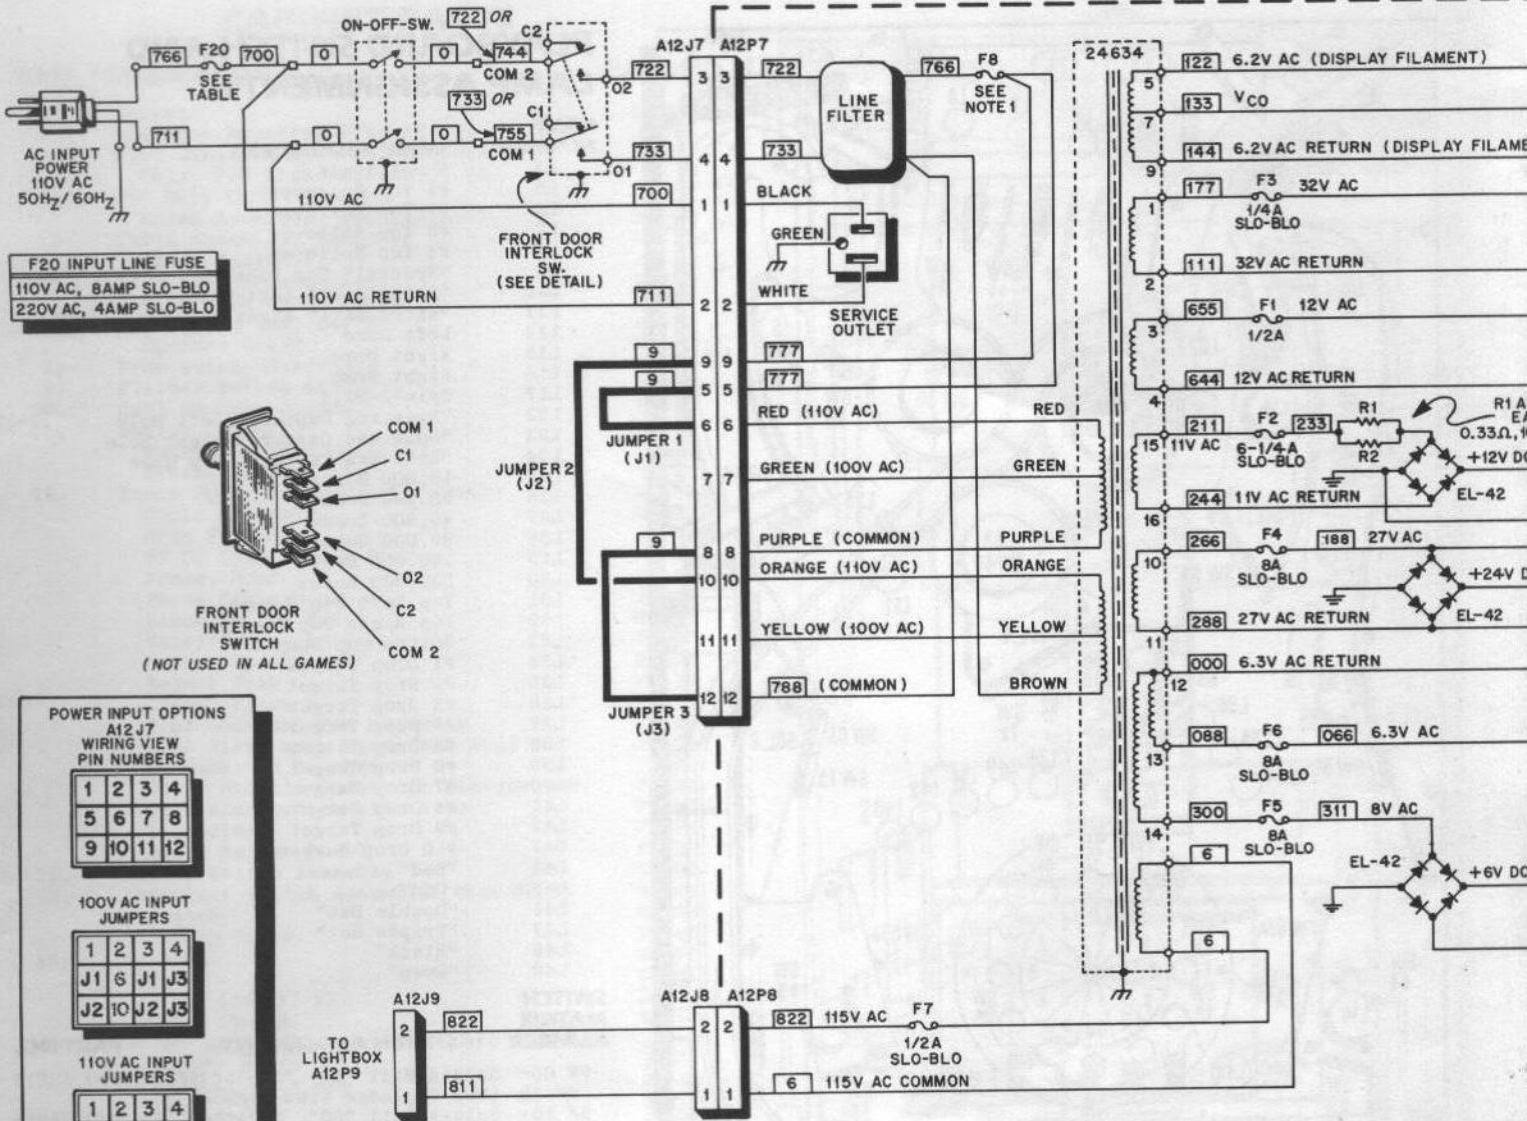 ON-OFF-SW.
722 OR
C2
A12J7 A12P7
766 F20 700 0 0 744
SEE TABLE
COM 2
O2
722 3 3 722
LINE FILTER
766 F8
SEE NOTE 1
733 OR
C1
711 0 0 755
COM 1
O1
733 4 4 733
AC INPUT
POWER
110V AC
50HZ/60HZ
110V AC
700 1 1 BLACK
GREEN
FRONT DOOR
INTERLOCK
SW.
(SEE DETAIL)
110V AC RETURN
711 2 2 WHITE
SERVICE
OUTLET
F20 INPUT LINE FUSE
110V AC, 8AMP SLO-BLO
220V AC, 4AMP SLO-BLO
9 9 9 777
9 5 5 777
6 6 RED (110V AC) RED
JUMPER 1
(J1)
JUMPER 2
(J2)
7 7 GREEN (100V AC) GREEN
9 8 8 PURPLE (COMMON) PURPLE
10 10 ORANGE (110V AC) ORANGE
11 11 YELLOW (100V AC) YELLOW
12 12 788 (COMMON) BROWN
JUMPER 3
(J3)
COM 1
C1
O1
O2
C2
COM 2
FRONT DOOR
INTERLOCK
SWITCH
(NOT USED IN ALL GAMES)
24634
5 122 6.2V AC (DISPLAY FILAMENT)
7 133 VCO
9 144 6.2V AC RETURN (DISPLAY FILAME
1 177 F3 32V AC
1/4A
SLO-BLO
2 111 32V AC RETURN
3 655 F1 12V AC
1/2A
4 644 12V AC RETURN
15 211 F2 233 R1
11V AC 6-1/4A
SLO-BLO
R2
R1 A
0.33Ω, 1
+12V DC
EL-42
16 244 11V AC RETURN
10 266 F4 188 27V AC
8A
SLO-BLO
+24V D
EL-42
11 288 27V AC RETURN
12 000 6.3V AC RETURN
13 088 F6 066 6.3V AC
8A
SLO-BLO
14 300 F5 311 8V AC
8A
SLO-BLO
EL-42
+6V DC
6
6
POWER INPUT OPTIONS
A12J7
WIRING VIEW
PIN NUMBERS
1 2 3 4
5 6 7 8
9 10 11 12
100V AC INPUT
JUMPERS
1 2 3 4
J1 6 J1 J3
J2 10 J2 J3
110V AC INPUT
JUMPERS
1 2 3 4
A12J9
TO
LIGHTBOX
A12P9
2 822
1 811
A12J8 A12P8
2 2 822 115V AC F7
1/2A
SLO-BLO
1 1 6 115V AC COMMON